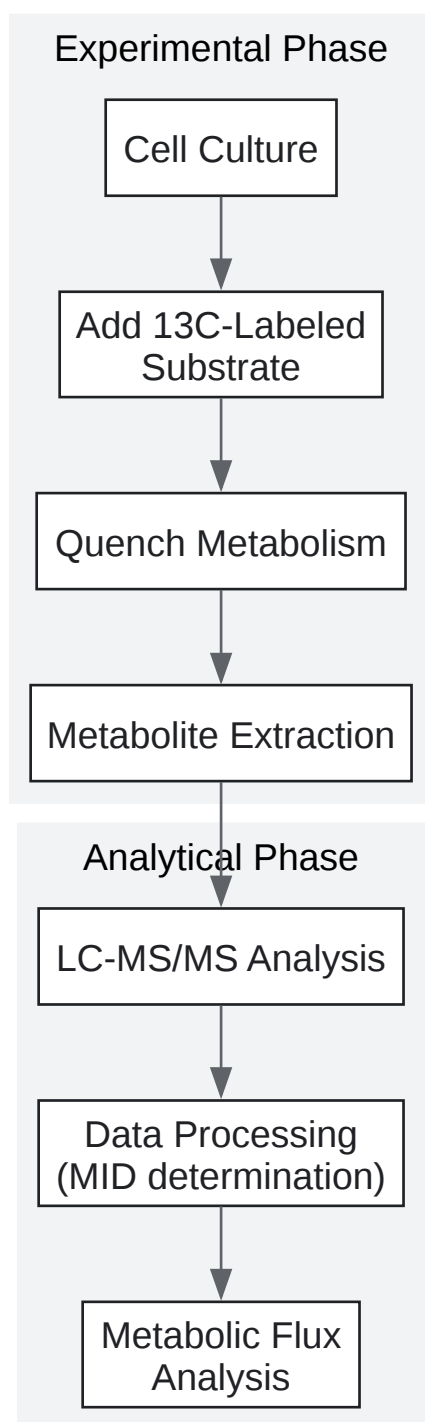 Experimental Phase
Cell Culture
Add 13C-Labeled
Substrate
Quench Metabolism
Metabolite Extraction
Analytical Phase
LC-MS/MS Analysis
Data Processing
(MID determination)
Metabolic Flux
Analysis